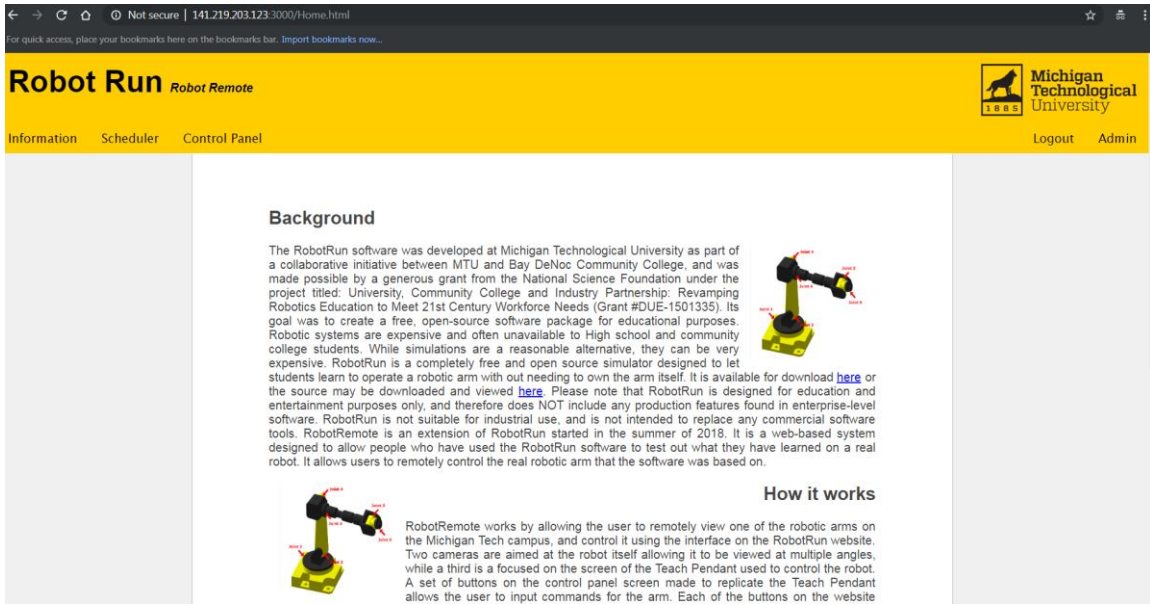 Not secure | 141.219.203.123:3000/Home.html
For quick access, place your bookmarks here on the bookmarks bar. Import bookmarks now...
Robot Run Robot Remote
Michigan
Technological
University
1885
Information Scheduler Control Panel Logout Admin
Background
The RobotRun software was developed at Michigan Technological University as part of
a collaborative initiative between MTU and Bay DeNoc Community College, and was
made possible by a generous grant from the National Science Foundation under the
project titled: University, Community College and Industry Partnership: Revamping
Robotics Education to Meet 21st Century Workforce Needs (Grant #DUE-1501335). Its
goal was to create a free, open-source software package for educational purposes.
Robotic systems are expensive and often unavailable to High school and community
college students. While simulations are a reasonable alternative, they can be very
expensive. RobotRun is a completely free and open source simulator designed to let
students learn to operate a robotic arm with out needing to own the arm itself. It is available for download here or
the source may be downloaded and viewed here. Please note that RobotRun is designed for education and
entertainment purposes only, and therefore does NOT include any production features found in enterprise-level
software. RobotRun is not suitable for industrial use, and is not intended to replace any commercial software
tools. RobotRemote is an extension of RobotRun started in the summer of 2018. It is a web-based system
designed to allow people who have used the RobotRun software to test out what they have learned on a real
robot. It allows users to remotely control the real robotic arm that the software was based on.
How it works
RobotRemote works by allowing the user to remotely view one of the robotic arms on
the Michigan Tech campus, and control it using the interface on the RobotRun website.
Two cameras are aimed at the robot itself allowing it to be viewed at multiple angles,
while a third is a focused on the screen of the Teach Pendant used to control the robot.
A set of buttons on the control panel screen made to replicate the Teach Pendant
allows the user to input commands for the arm. Each of the buttons on the website